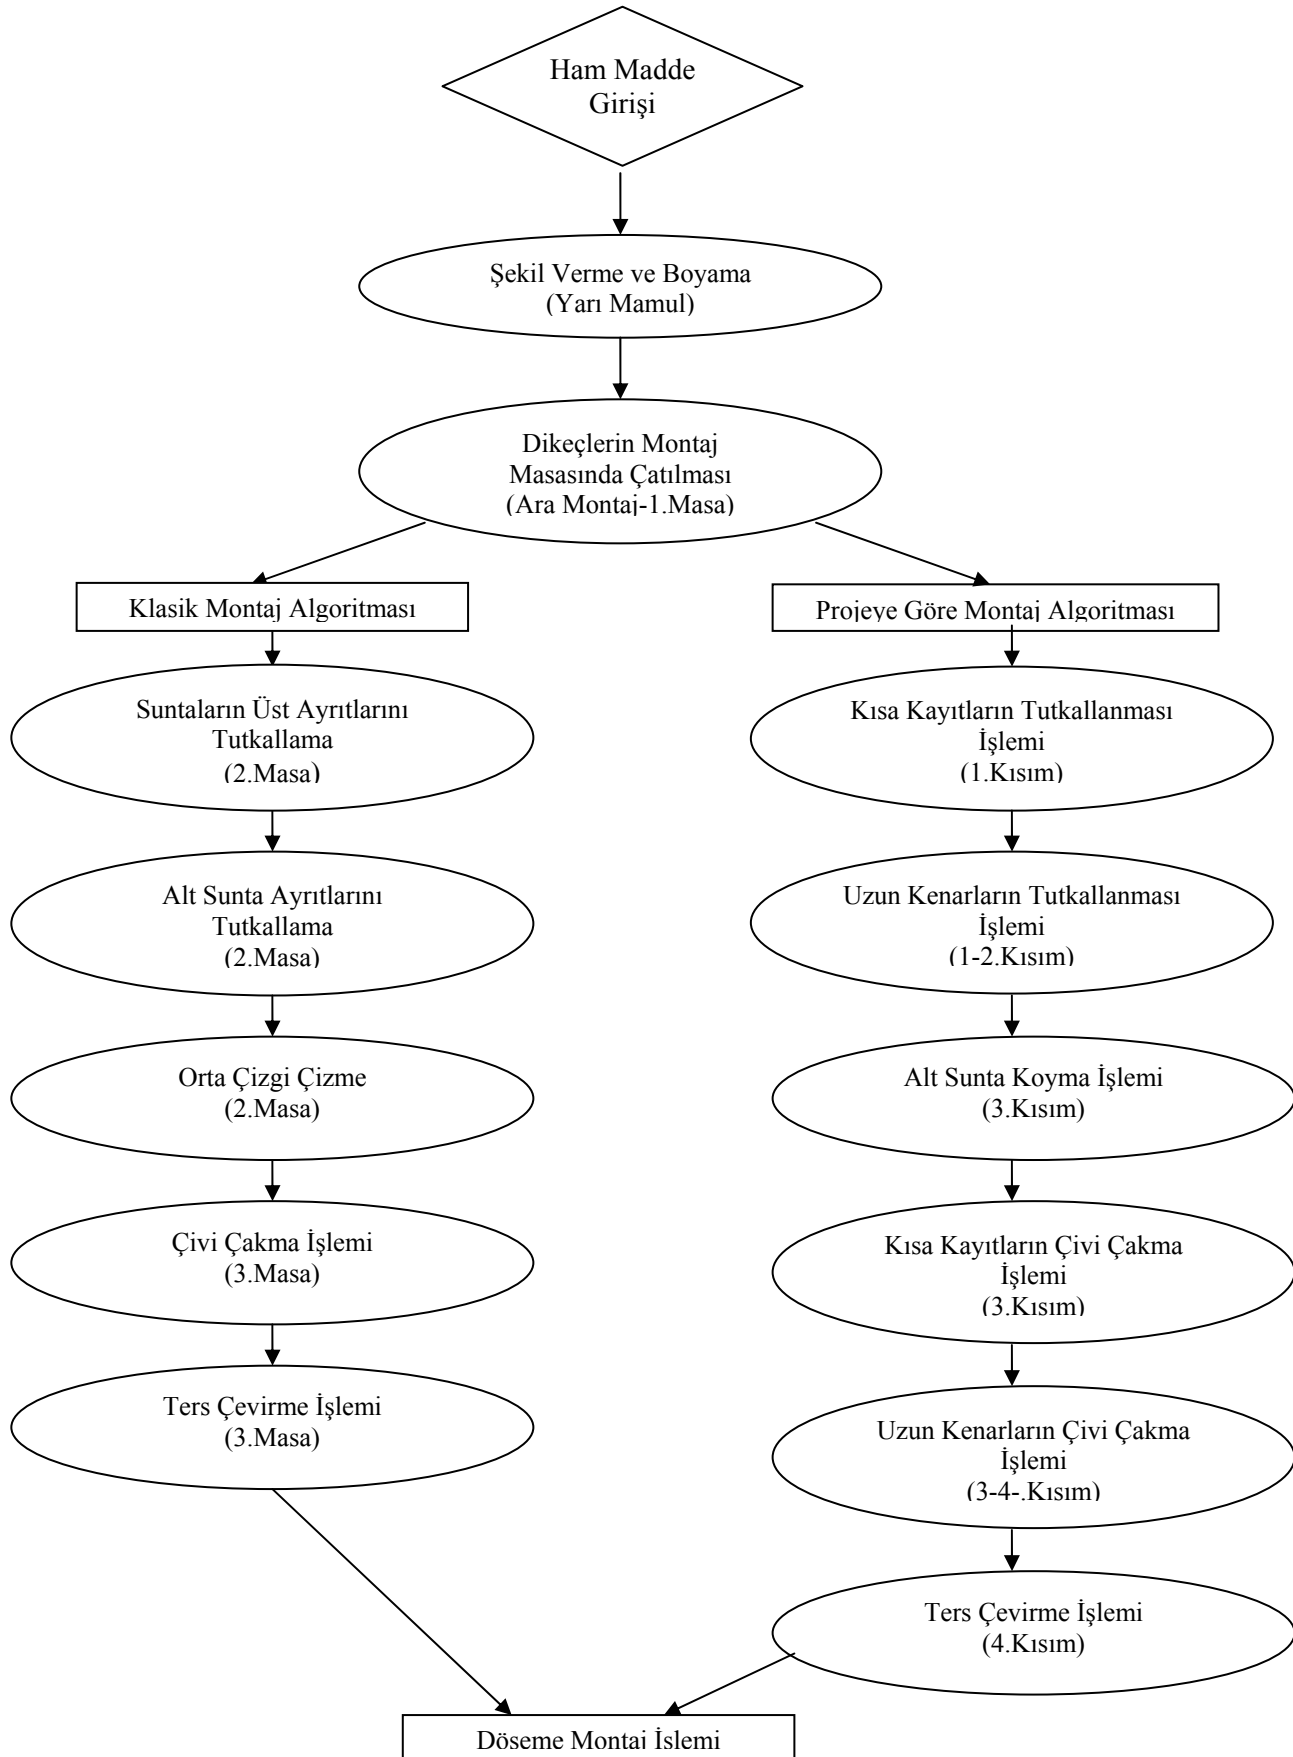 Ham Madde
Girişi
Şekil Verme ve Boyama
(Yarı Mamul)
Dikeçlerin Montaj
Masasında Çatılması
(Ara Montaj-1.Masa)
Klasik Montaj Algoritması
Suntaların Üst Ayrıtlarını
Tutkallama
(2.Masa)
Alt Sunta Ayrıtlarını
Tutkallama
(2.Masa)
Orta Çizgi Çizme
(2.Masa)
Çivi Çakma İşlemi
(3.Masa)
Ters Çevirme İşlemi
(3.Masa)
Projeye Göre Montaj Algoritması
Kısa Kayıtların Tutkallanması
İşlemi
(1.Kısım)
Uzun Kenarların Tutkallanması
İşlemi
(1-2.Kısım)
Alt Sunta Koyma İşlemi
(3.Kısım)
Kısa Kayıtların Çivi Çakma
İşlemi
(3.Kısım)
Uzun Kenarların Çivi Çakma
İşlemi
(3-4-.Kısım)
Ters Çevirme İşlemi
(4.Kısım)
Döşeme Montaj İşlemi